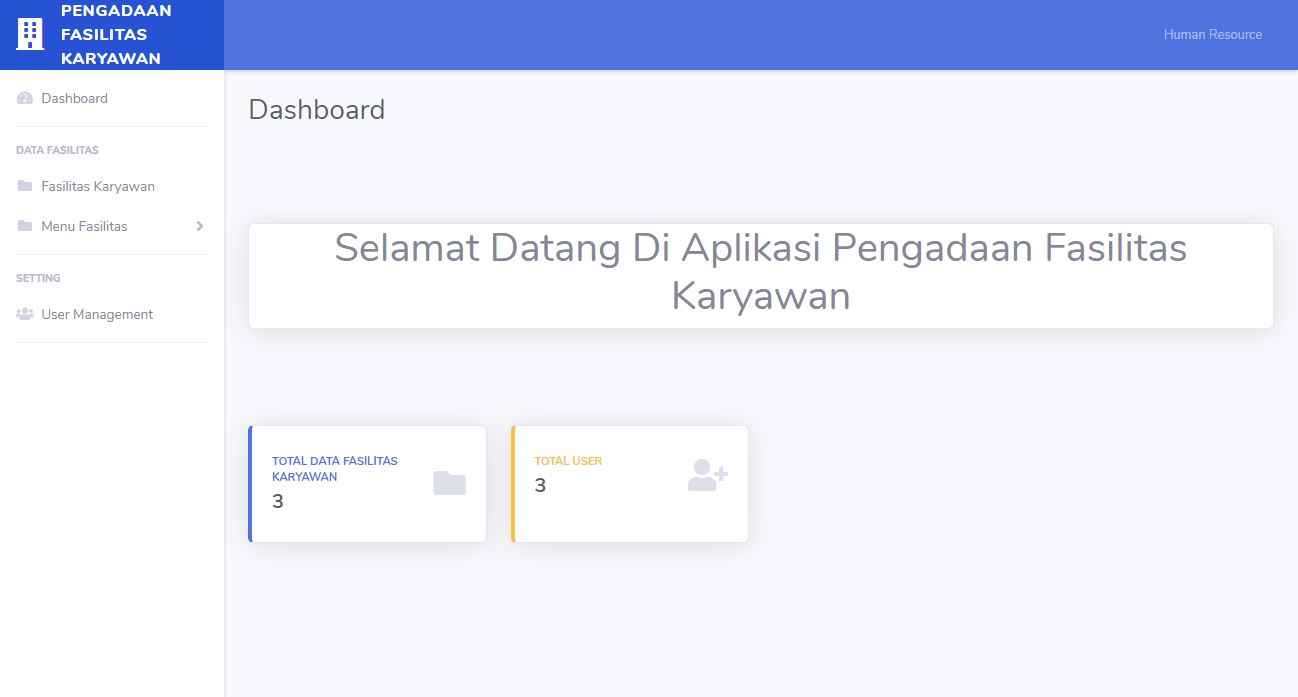 PENGADAAN
FASILITAS
KARYAWAN
Human Resource
Dashboard
DATA FASILITAS
Fasilitas Karyawan
Menu Fasilitas
SETTING
User Management
Dashboard
Selamat Datang Di Aplikasi Pengadaan Fasilitas
Karyawan
TOTAL DATA FASILITAS
KARYAWAN
3
TOTAL USER
3